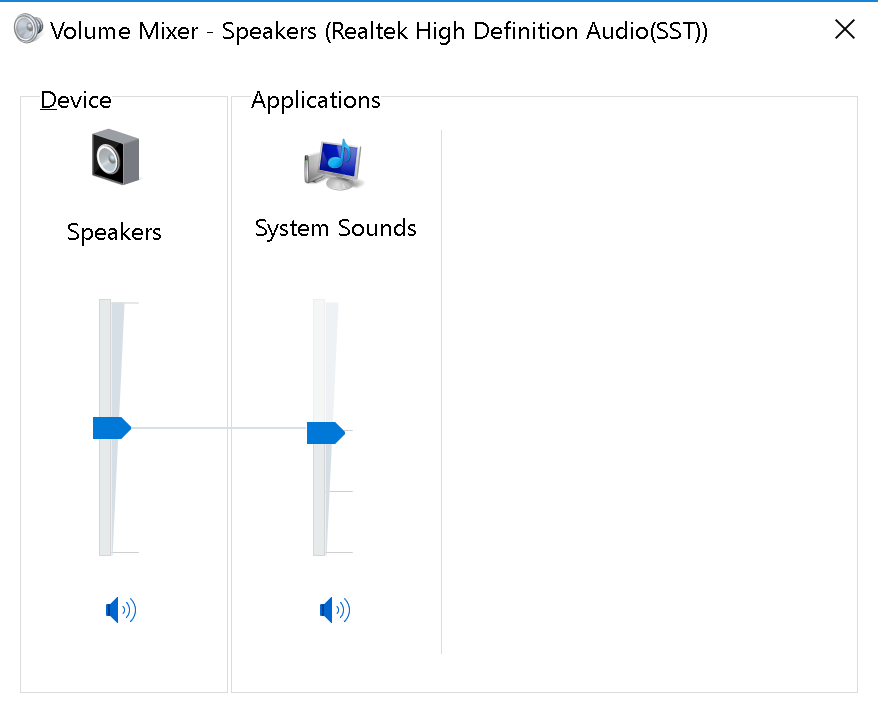 Volume Mixer - Speakers (Realtek High Definition Audio(SST))
Device
Applications
Speakers
System Sounds